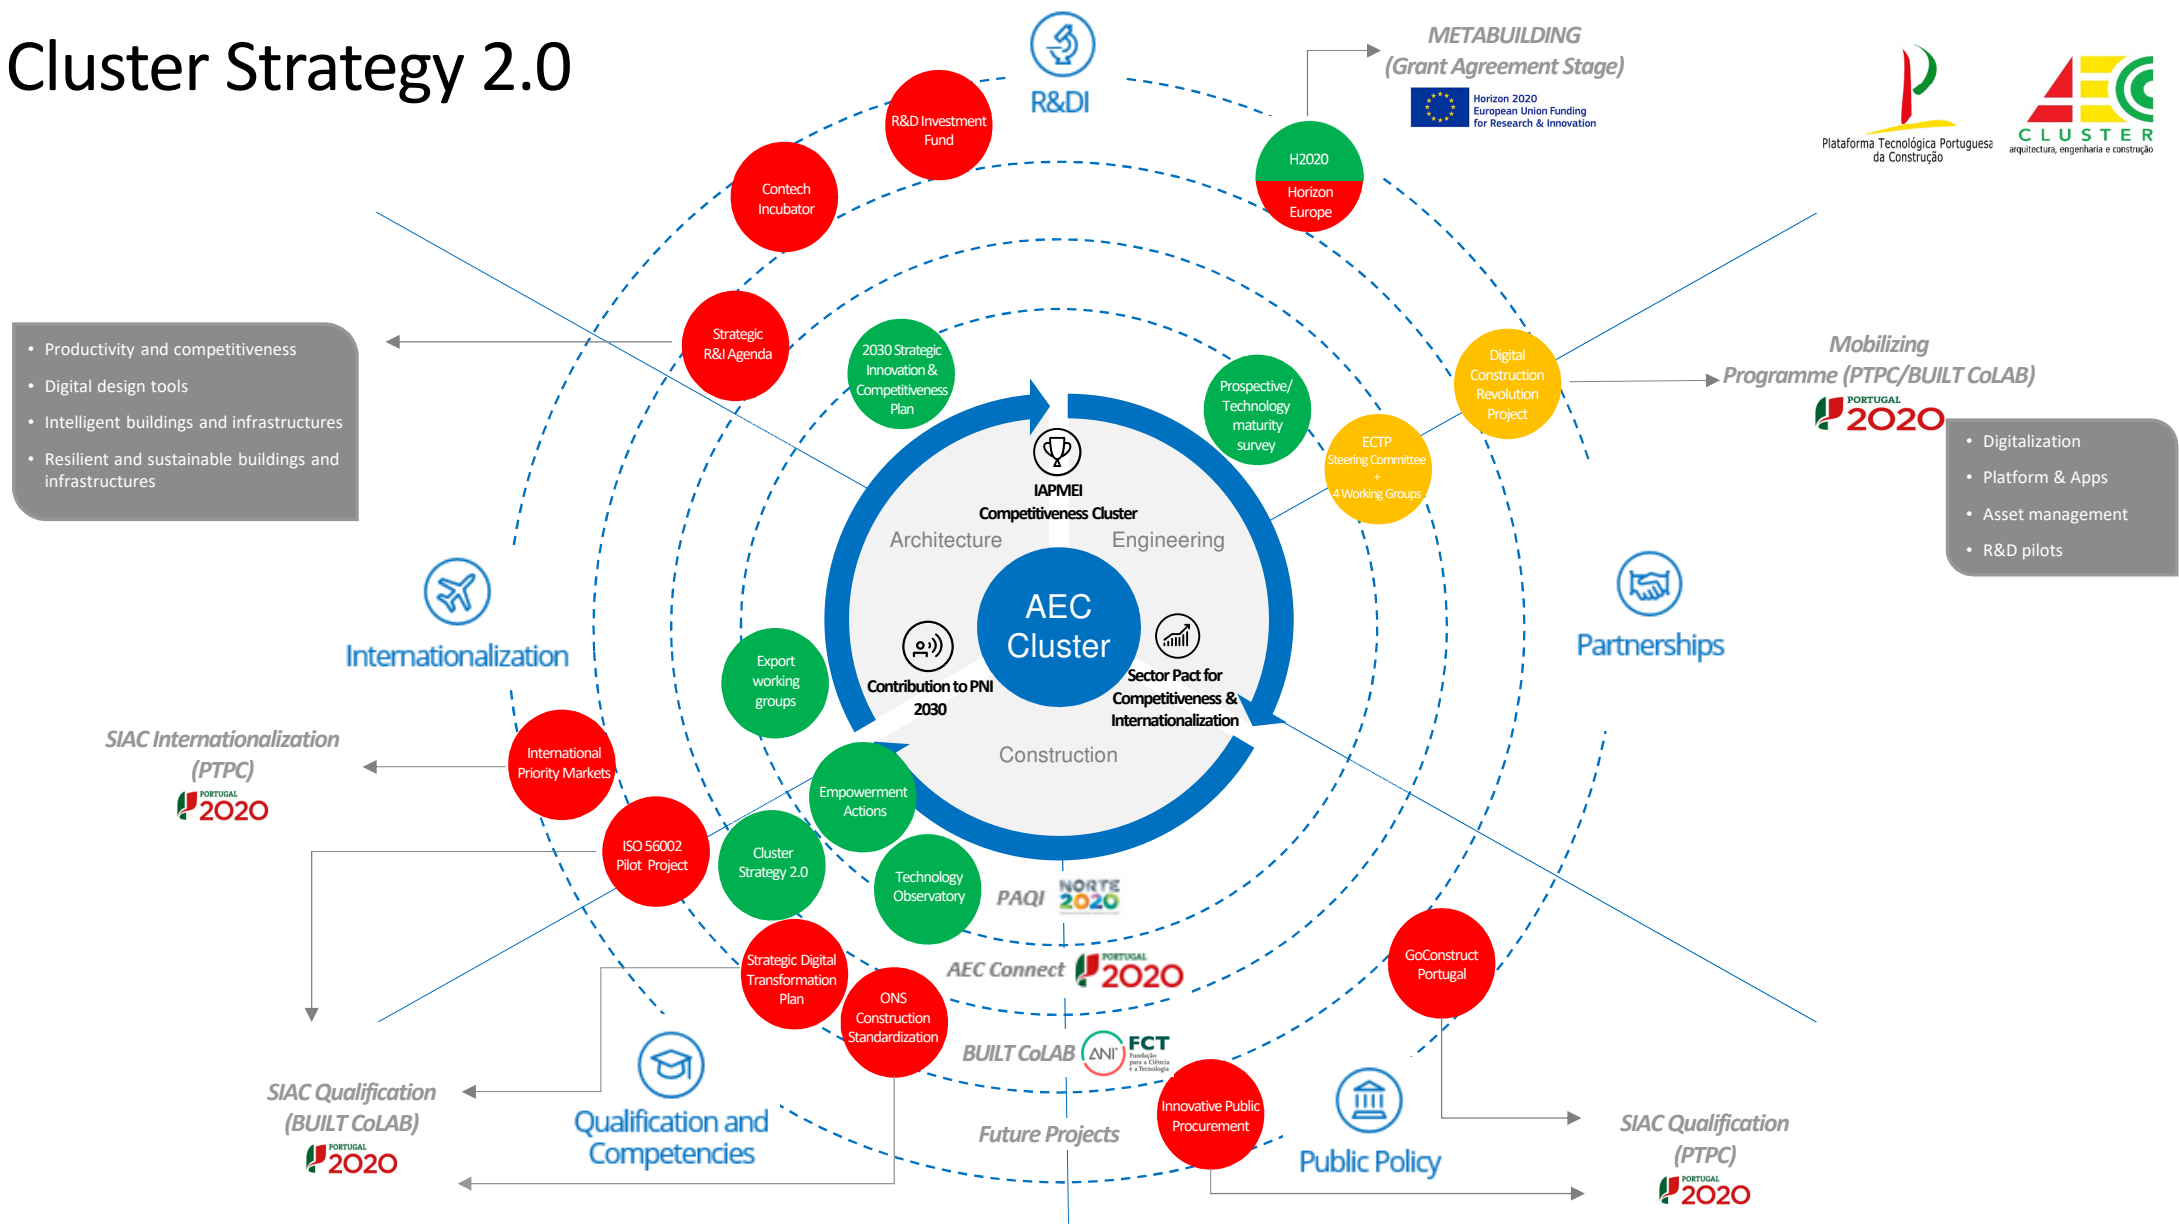 Cluster Strategy 2.0
R&DI
METABUILDING
(Grant Agreement Stage)
Horizon 2020
European Union Funding
for Research & Innovation
Plataforma Tecnológica Portuguesa
da Construção
AEC
CLUSTER
arquitectura, engenharia e construção
R&D Investment
Fund
Contech
Incubator
H2020
Horizon
Europe
Strategic
R&I Agenda
• Productivity and competitiveness
• Digital design tools
• Intelligent buildings and infrastructures
• Resilient and sustainable buildings and
infrastructures
2030 Strategic
Innovation &
Competitiveness
Plan
Prospective/
Technology
maturity
survey
Digital
Construction
Revolution
Project
ECTP
Steering Committee
+
4 Working Groups
Mobilizing
Programme (PTPC/BUILT CoLAB)
PORTUGAL
2020
• Digitalization
• Platform & Apps
• Asset management
• R&D pilots
IAPMEI
Competitiveness Cluster
Architecture
Engineering
AEC
Cluster
Contribution to PNI
2030
Sector Pact for
Competitiveness &
Internationalization
Construction
Internationalization
Partnerships
Export
working
groups
SIAC Internationalization
(PTPC)
PORTUGAL
2020
International
Priority Markets
ISO 56002
Pilot Project
Empowerment
Actions
Cluster
Strategy 2.0
Technology
Observatory
PAQI
NORTE
2020
AEC Connect
PORTUGAL
2020
Strategic Digital
Transformation
Plan
ONS
Construction
Standardization
BUILT CoLAB
ANI
FCT
Fundação
para a Ciência
e a Tecnologia
GoConstruct
Portugal
Innovative Public
Procurement
Future Projects
SIAC Qualification
(BUILT CoLAB)
PORTUGAL
2020
Qualification and
Competencies
Public Policy
SIAC Qualification
(PTPC)
PORTUGAL
2020